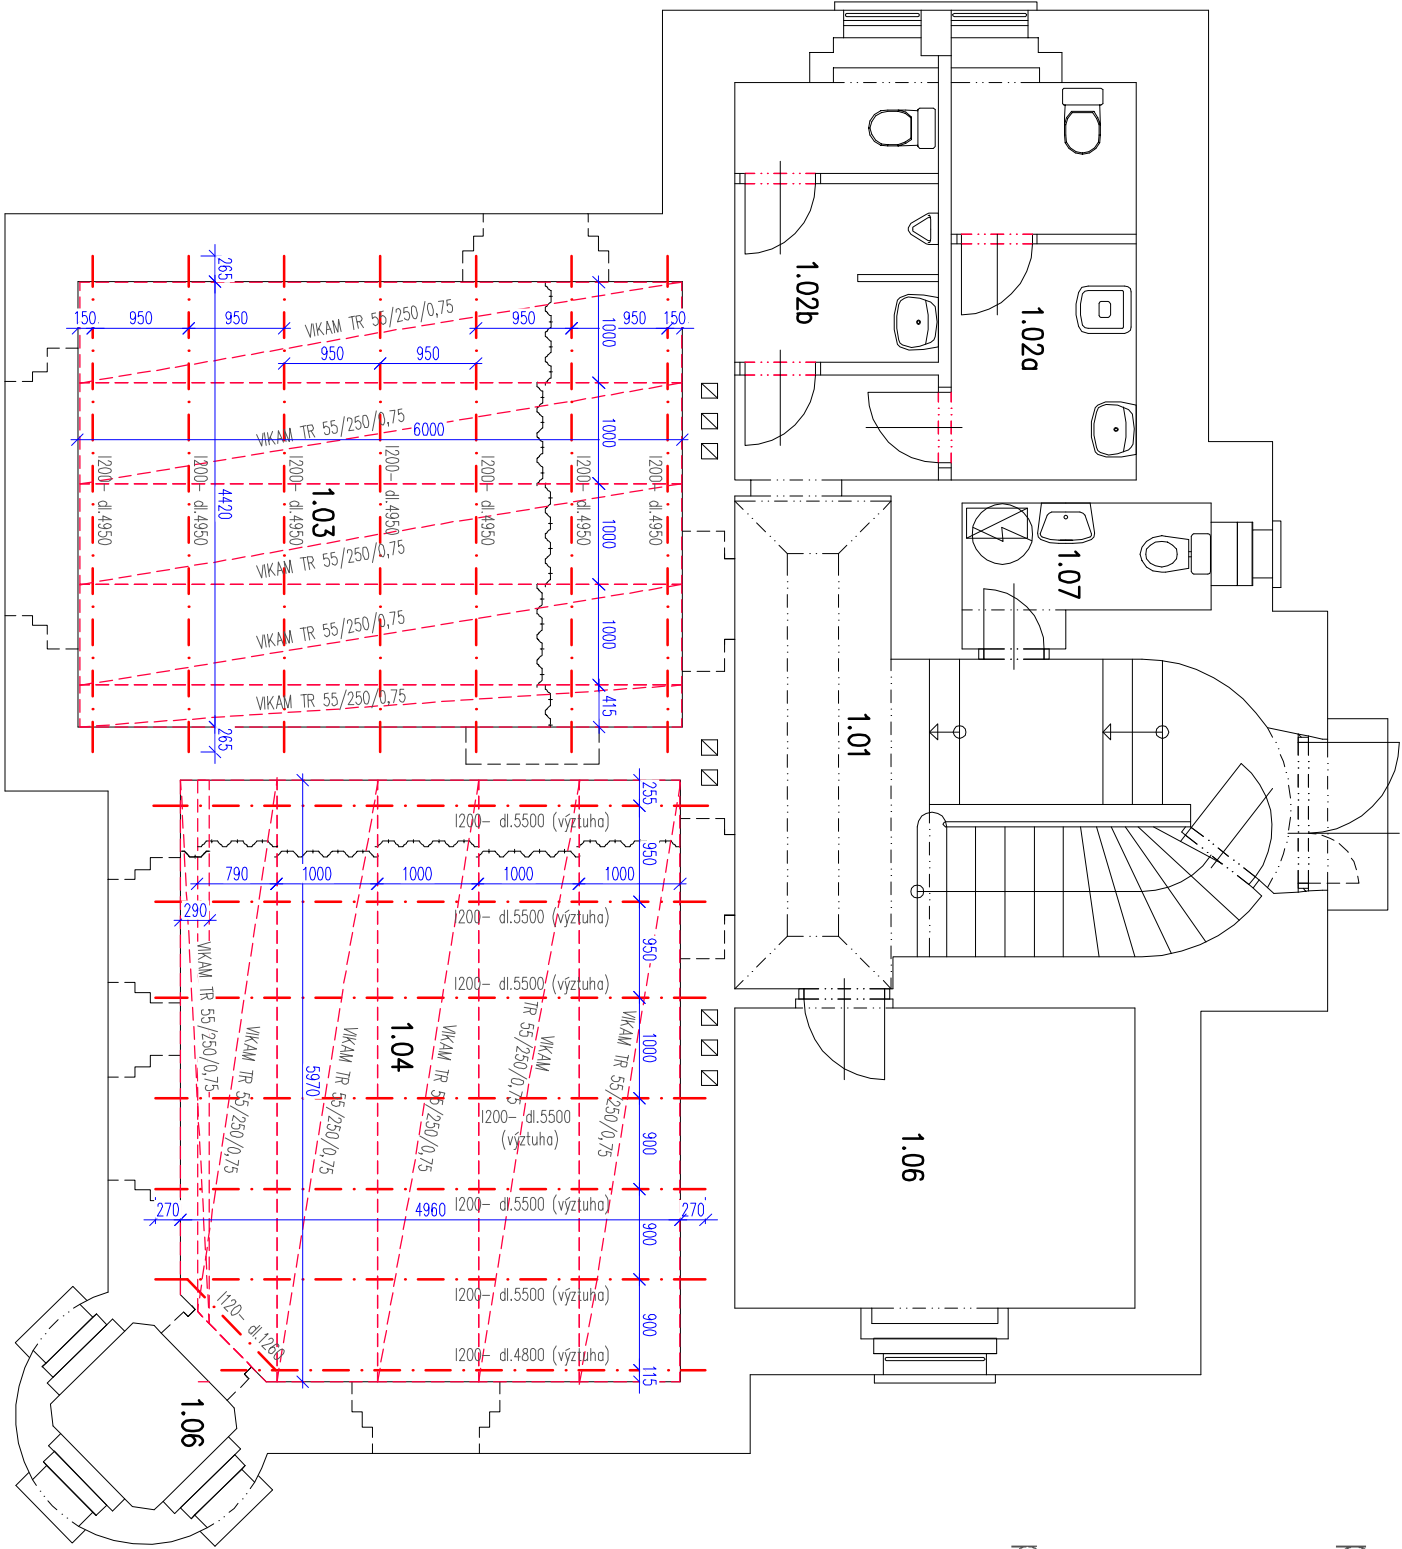 1.02b
1.02a
1.07
1.01
1.03
1.04
1.06
1.06
265
150
950
950
950
950
950
950
150
1000
1000
1000
1000
415
6000
4420
265
VIKAM TR 55/250/0,75
VIKAM TR 55/250/0,75
VIKAM TR 55/250/0,75
VIKAM TR 55/250/0,75
VIKAM TR 55/250/0,75
I200- dl.4950
I200- dl.4950
I200- dl.4950
I200- dl.4950
I200- dl.4950
I200- dl.4950
I200- dl.4950
255
I200- dl.5500 (výztuha)
950
790
1000
1000
1000
1000
290
I200- dl.5500 (výztuha)
950
I200- dl.5500 (výztuha)
1000
VIKAM TR 55/250/0,75
VIKAM TR 55/250/0,75
VIKAM TR 55/250/0,75
VIKAM TR 55/250/0,75
VIKAM
TR 55/250/0,75
VIKAM TR 55/250/0,75
5970
I200- dl.5500
(výztuha)
900
I200- dl.5500 (výztuha)
270
4960
270
900
I200- dl.5500 (výztuha)
900
I120- dl.1260
I200- dl.4800 (výztuha)
115